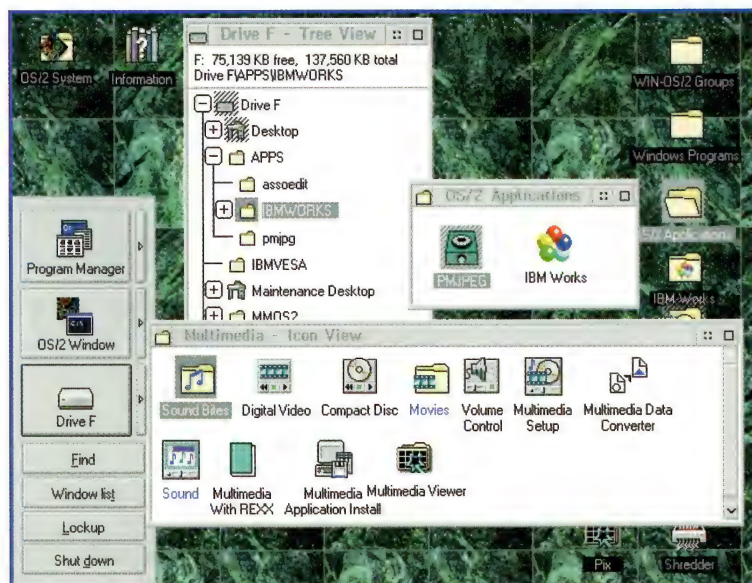 OS/2 System
Information
Drive F - Tree View
F: 75,139 KB free, 137,560 KB total
Drive F\APPS\IBMWORKS
Drive F
Desktop
APPS
assoedit
IBMWORKS
pmjpg
IBMVESA
Maintenance Desktop
MMOS2
WIN-OS/2 Groups
Windows Programs
OS/2 Applications
PMJPEG
IBM Works
IBM Works
Program Manager
OS/2 Window
Drive F
Find
Window list
Lockup
Shut down
Multimedia - Icon View
Sound Bites
Digital Video
Compact Disc
Movies
Volume
Control
Multimedia
Setup
Multimedia Data
Converter
Sound
Multimedia
With REXX
Multimedia
Application Install
Multimedia Viewer
Pix
Shredder